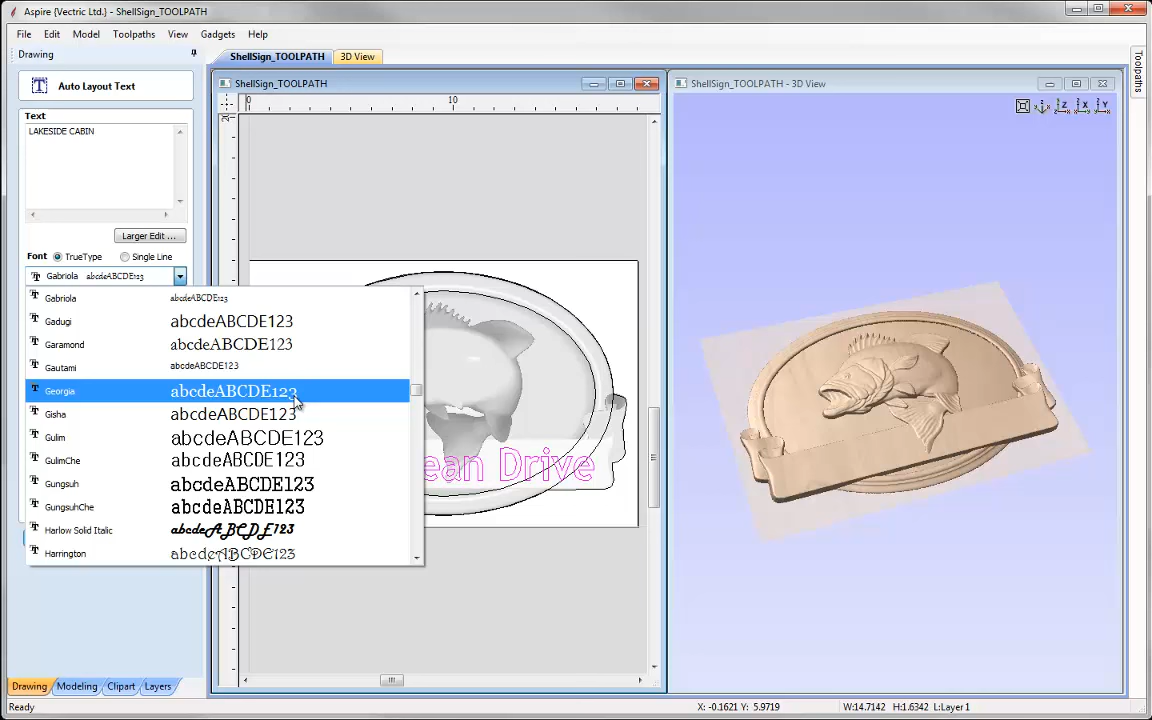 Aspire {Vectric Ltd.} - ShellSign_TOOLPATH
File Edit Model Toolpaths View Gadgets Help
Drawing
Auto Layout Text
Text
LAKESIDE CABIN
Larger Edit ...
Font TrueType Single Line
Gabriola abcdeABCDE123
Gabriola abcdeABCDE123
Gadugi abcdeABCDE123
Garamond abcdeABCDE123
Gautami abcdeABCDE123
Georgia abcdeABCDE123
Gisha abcdeABCDE123
Gulim abcdeABCDE123
GulimChe abcdeABCDE123
Gungsuh abcdeABCDE123
GungsuhChe abcdeABCDE123
Harlow Solid Italic abcdeABCDE123
Harrington abcdeABCDE123
Drawing Modeling Clipart Layers
ShellSign_TOOLPATH 3D View
ShellSign_TOOLPATH
0 10
20
ean Drive
ShellSign_TOOLPATH - 3D View
Z X Y
Toolpaths
Ready
X: -0.1621 Y: 5.9719
W:14.7142 H:1.6342 L:Layer 1